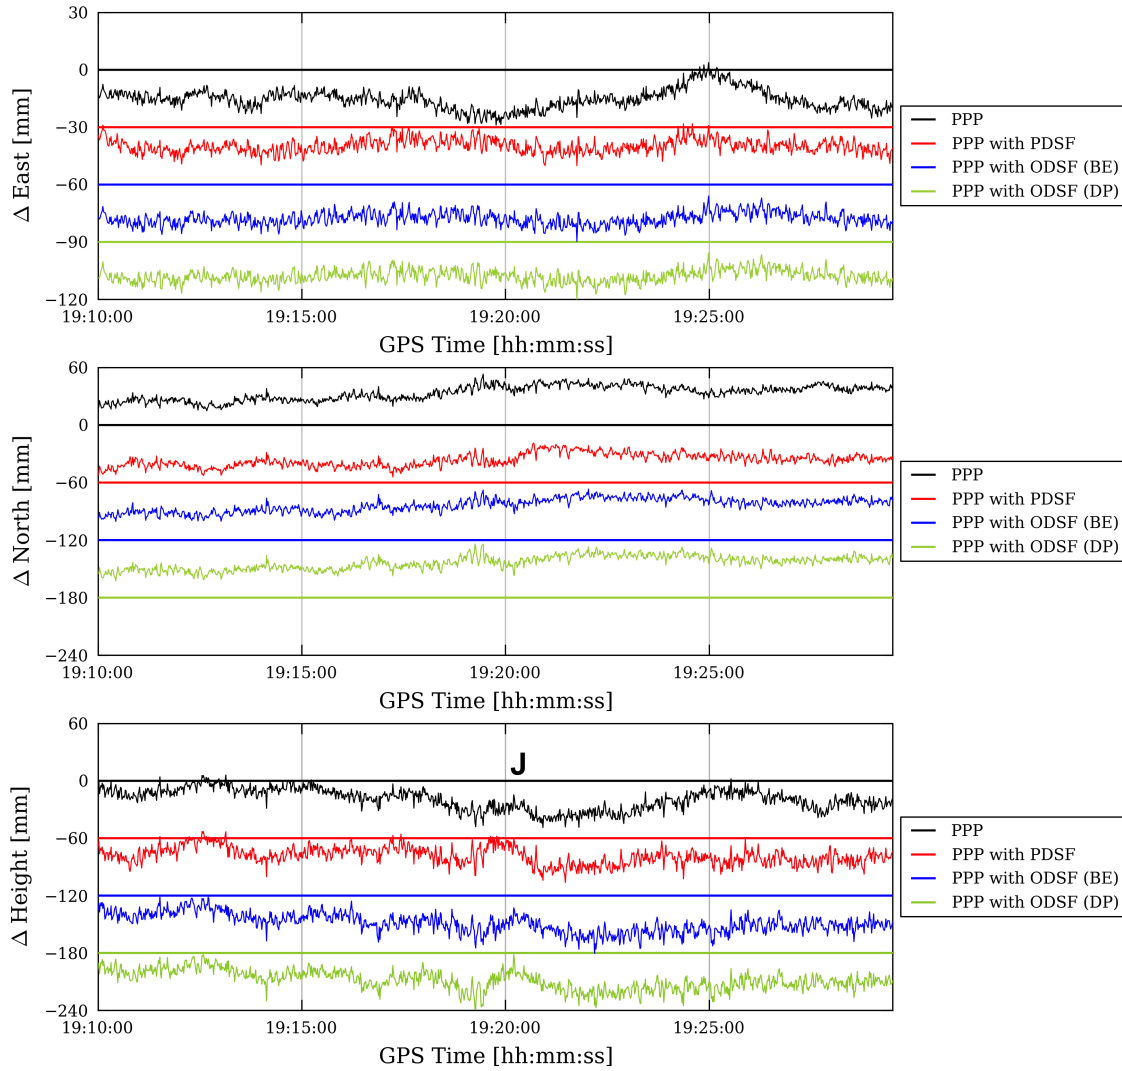 30
0
−30
−60
−90
−120
Δ East [mm]
19:10:00 19:15:00 19:20:00 19:25:00
GPS Time [hh:mm:ss]
PPP
PPP with PDSF
PPP with ODSF (BE)
PPP with ODSF (DP)
60
0
−60
−120
−180
−240
Δ North [mm]
19:10:00 19:15:00 19:20:00 19:25:00
GPS Time [hh:mm:ss]
PPP
PPP with PDSF
PPP with ODSF (BE)
PPP with ODSF (DP)
60
0
−60
−120
−180
−240
Δ Height [mm]
J
19:10:00 19:15:00 19:20:00 19:25:00
GPS Time [hh:mm:ss]
PPP
PPP with PDSF
PPP with ODSF (BE)
PPP with ODSF (DP)